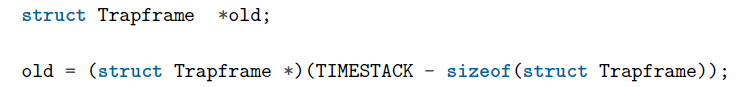 struct Trapframe *old;
old = (struct Trapframe *)(TIMESTACK - sizeof(struct Trapframe));